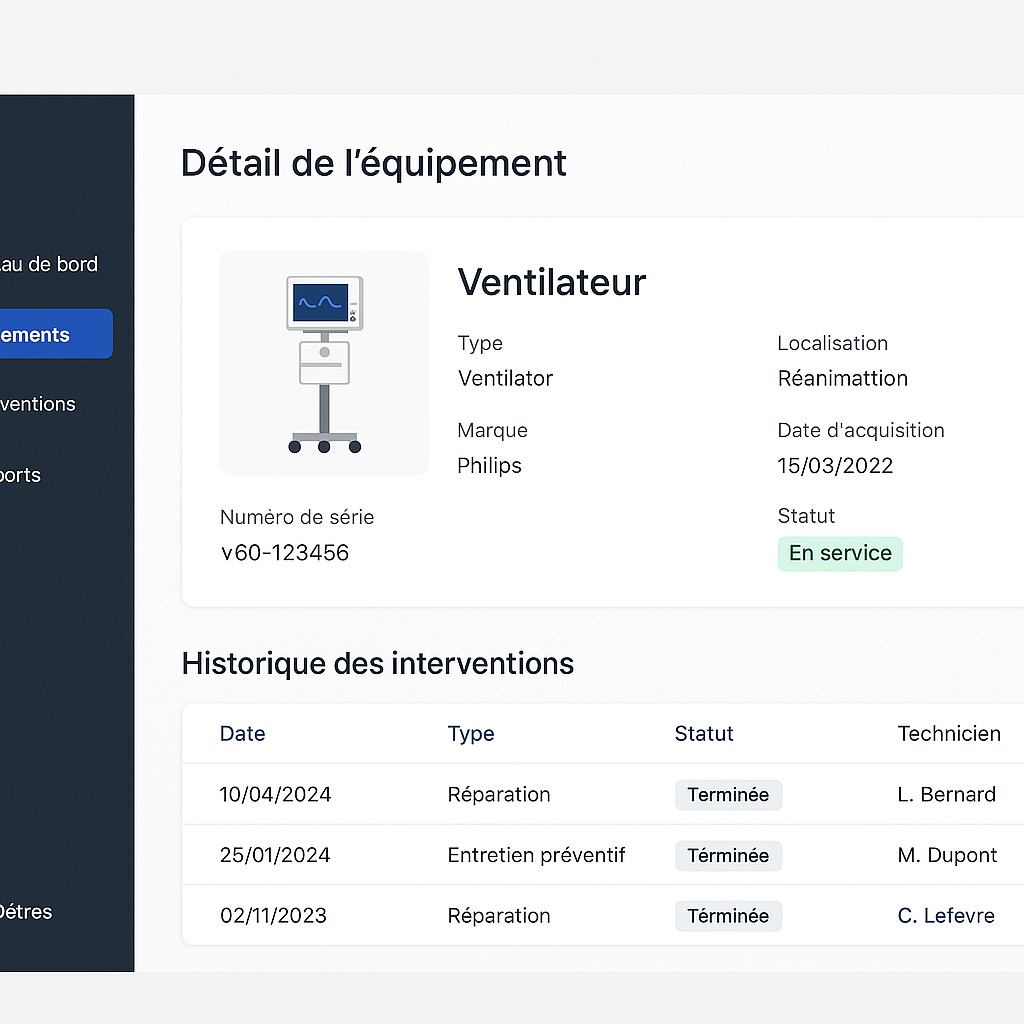 Détail de l'équipement
.au de bord
ements
ventions
ports
Détres
Ventilateur
Type
Ventilator
Localisation
Réanimattion
Marque
Philips
Date d'acquisition
15/03/2022
Numèro de série
v60-123456
Statut
En service
Historique des interventions
Date Type Statut Technicien
10/04/2024 Réparation Terminée L. Bernard
25/01/2024 Entretien préventif Términée M. Dupont
02/11/2023 Réparation Términée C. Lefevre